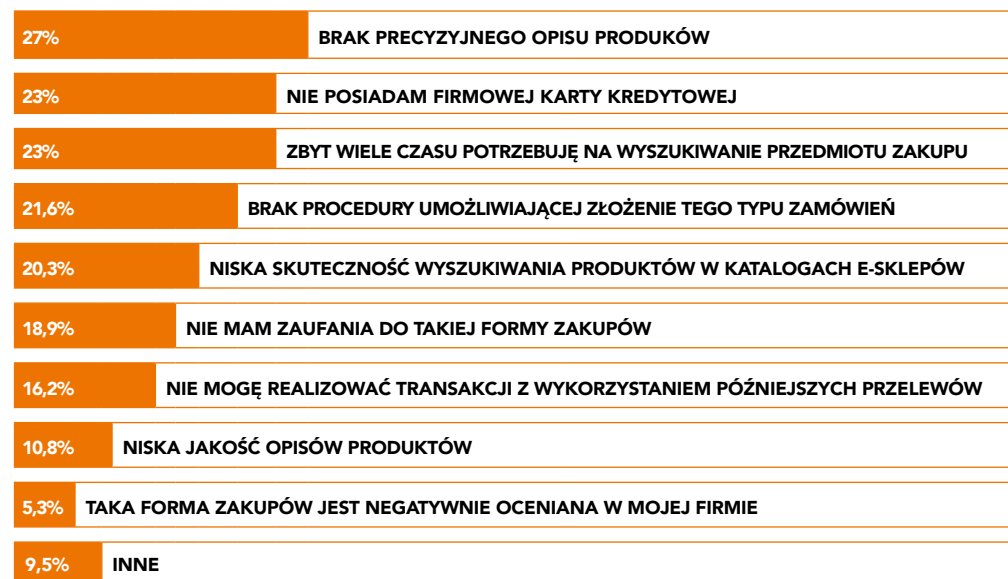 27% BRAK PRECYZYJNEGO OPISU PRODUKÓW
23% NIE POSIADAM FIRMOWEJ KARTY KREDYTOWEJ
23% ZBYT WIELE CZASU POTRZEBUJĘ NA WYSZUKIWANIE PRZEDMIOTU ZAKUPU
21,6% BRAK PROCEDURY UMOŻLIWIAJĄCEJ ZŁOŻENIE TEGO TYPU ZAMÓWIEŃ
20,3% NISKA SKUTECZNOŚĆ WYSZUKIWANIA PRODUKTÓW W KATALOGACH E-SKLEPÓW
18,9% NIE MAM ZAUFANIA DO TAKIEJ FORMY ZAKUPÓW
16,2% NIE MOGĘ REALIZOWAĆ TRANSAKCJI Z WYKORZYSTANIEM PÓŹNIEJSZYCH PRZELEWÓW
10,8% NISKA JAKOŚĆ OPISÓW PRODUKTÓW
5,3% TAKA FORMA ZAKUPÓW JEST NEGATYWNIE OCENIANA W MOJEJ FIRMIE
9,5% INNE